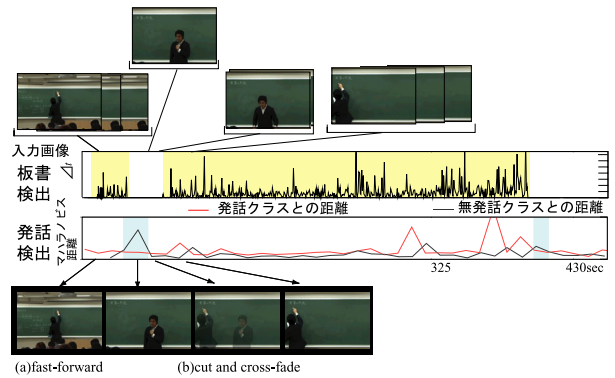 入力画像
板書
検出
⊿I
発話クラスとの距離
無発話クラスとの距離
発話
検出
マハラノビス
距離
325
430sec
(a)fast-forward
(b)cut and cross-fade